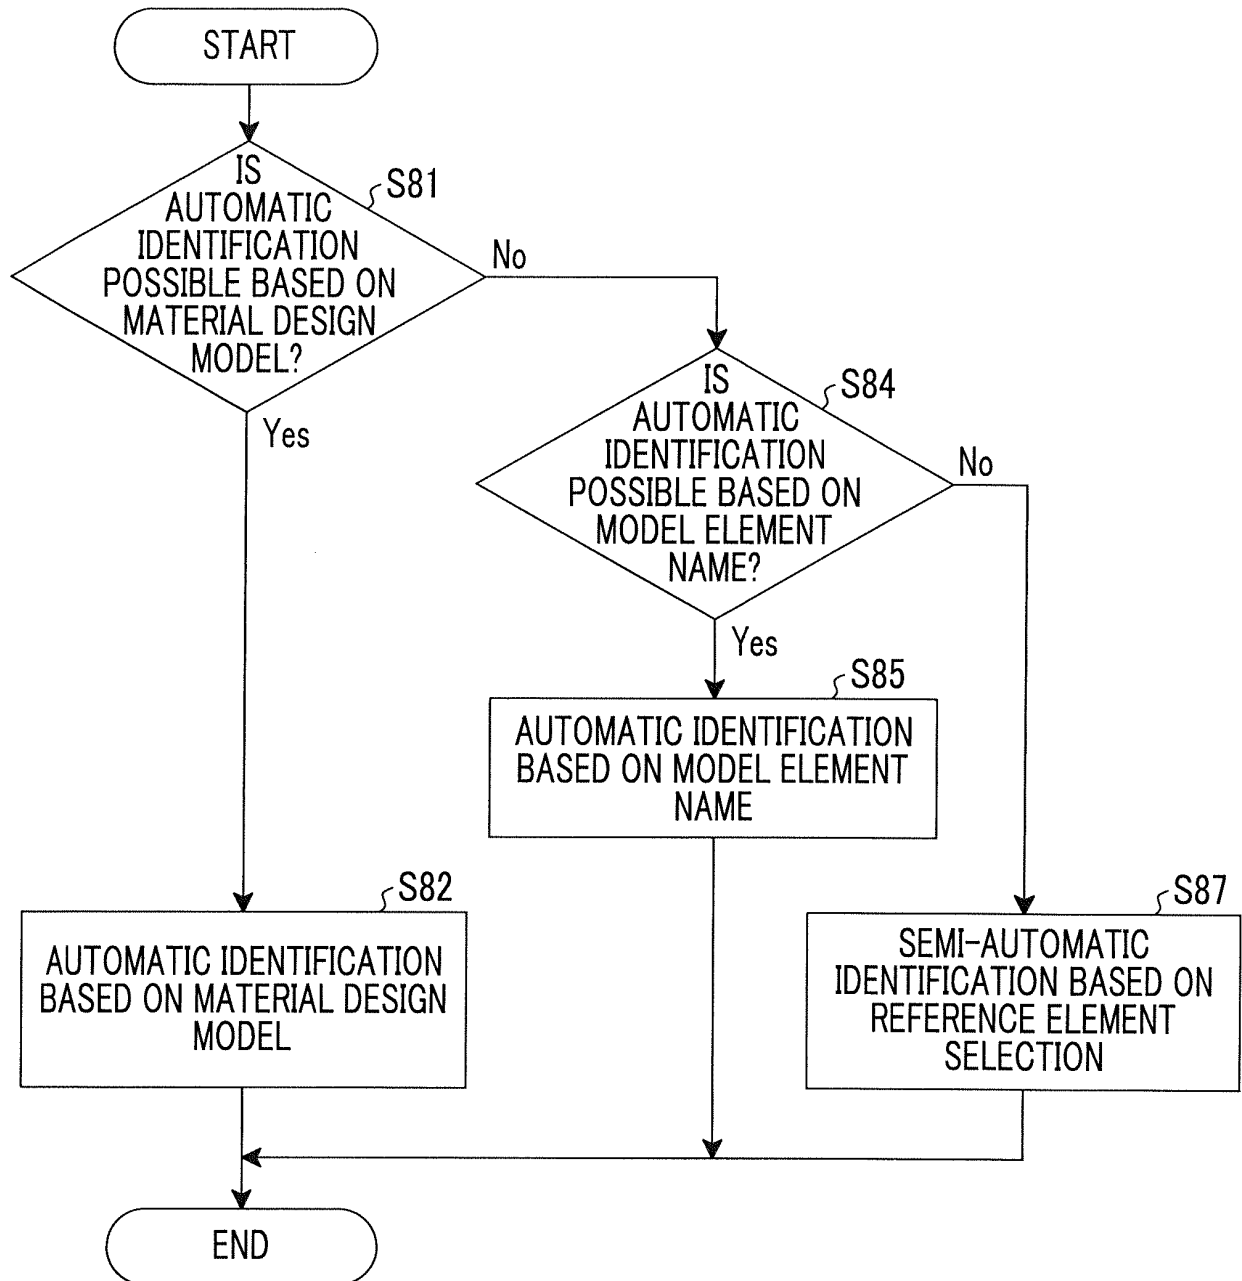 START
IS
AUTOMATIC
IDENTIFICATION
POSSIBLE BASED ON
MATERIAL DESIGN
MODEL?
S81
No
Yes
IS
AUTOMATIC
IDENTIFICATION
POSSIBLE BASED ON
MODEL ELEMENT
NAME?
S84
No
Yes
S85
AUTOMATIC IDENTIFICATION
BASED ON MODEL ELEMENT
NAME
S82
AUTOMATIC IDENTIFICATION
BASED ON MATERIAL DESIGN
MODEL
S87
SEMI-AUTOMATIC
IDENTIFICATION BASED ON
REFERENCE ELEMENT
SELECTION
END